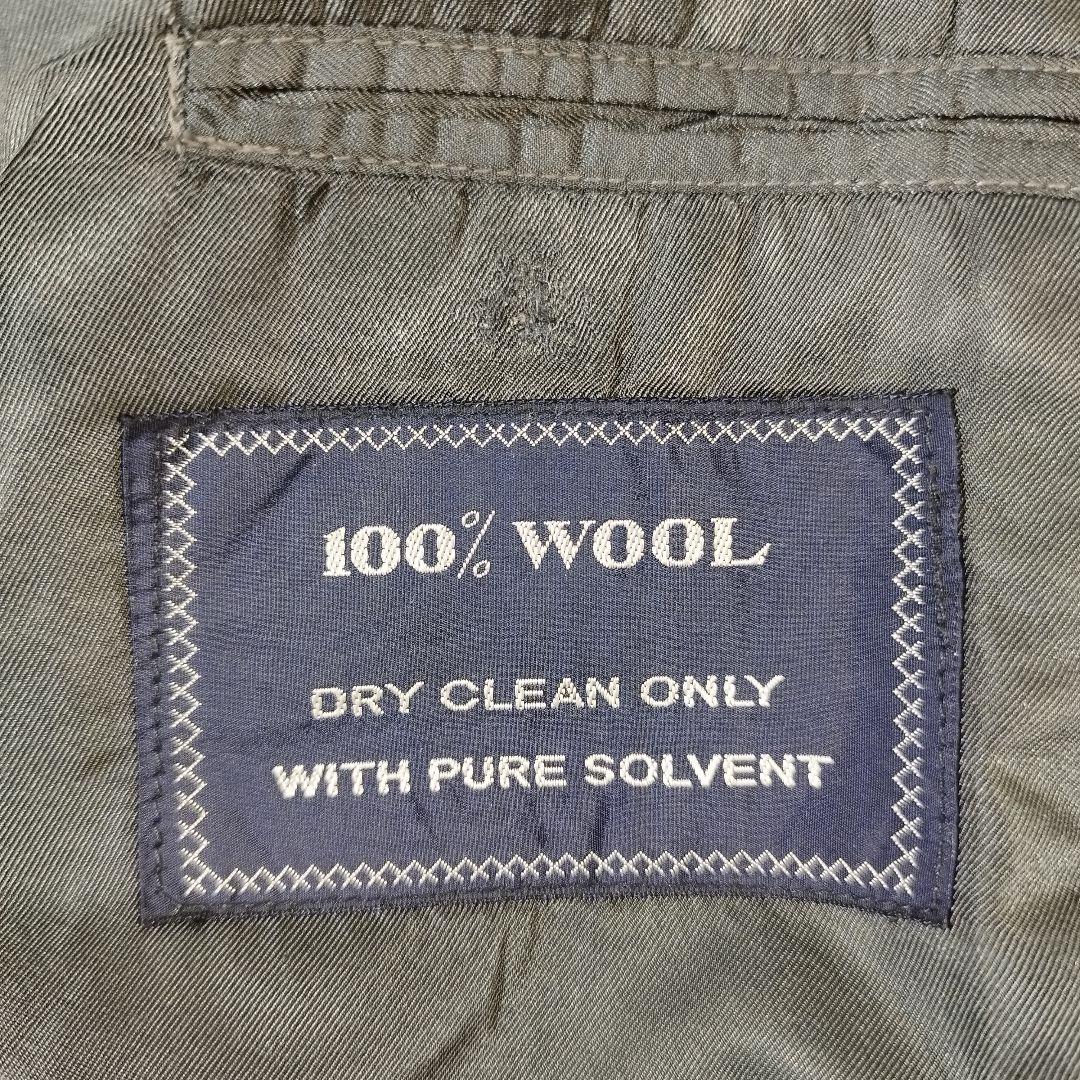 100% WOOL
DRY CLEAN ONLY
WITH PURE SOLVENT